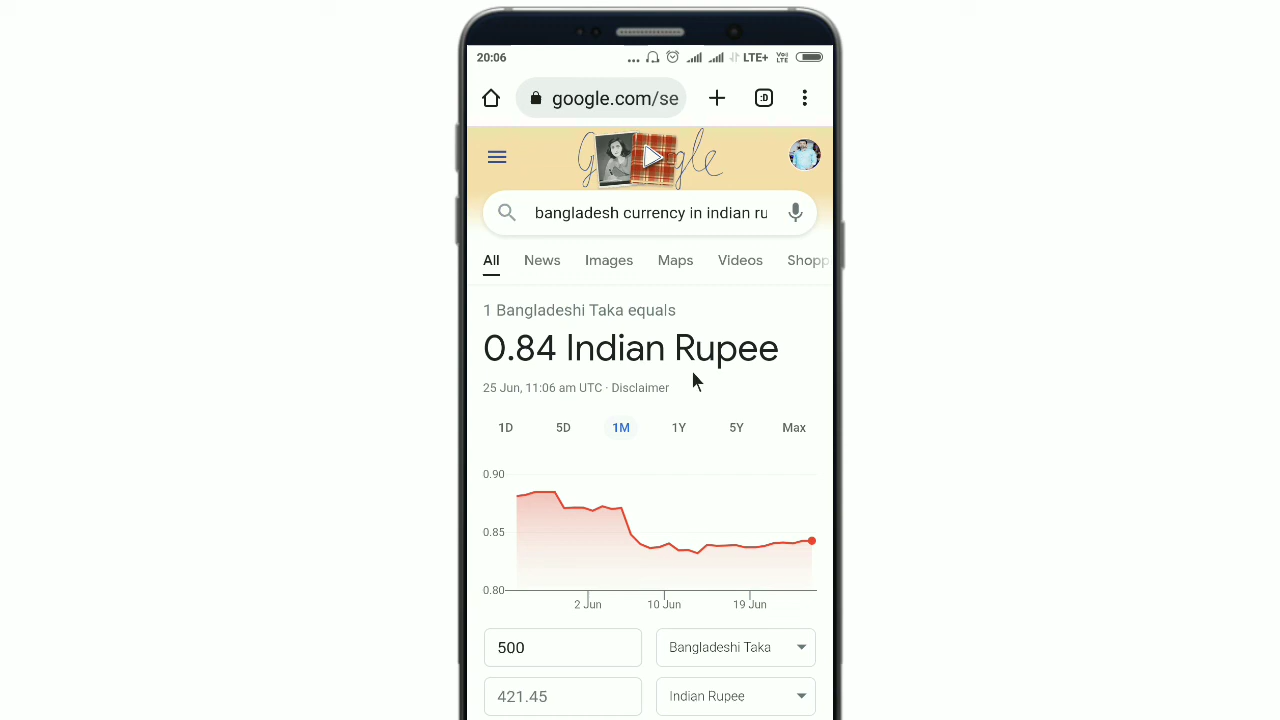 20:06 ... LTE+ Vo) LTE
google.com/se :D
Google
bangladesh currency in indian ru
All News Images Maps Videos Shopp
1 Bangladeshi Taka equals
0.84 Indian Rupee
25 Jun, 11:06 am UTC · Disclaimer
1D 5D 1M 1Y 5Y Max
0.90
0.85
0.80
2 Jun 10 Jun 19 Jun
500 Bangladeshi Taka
421.45 Indian Rupee